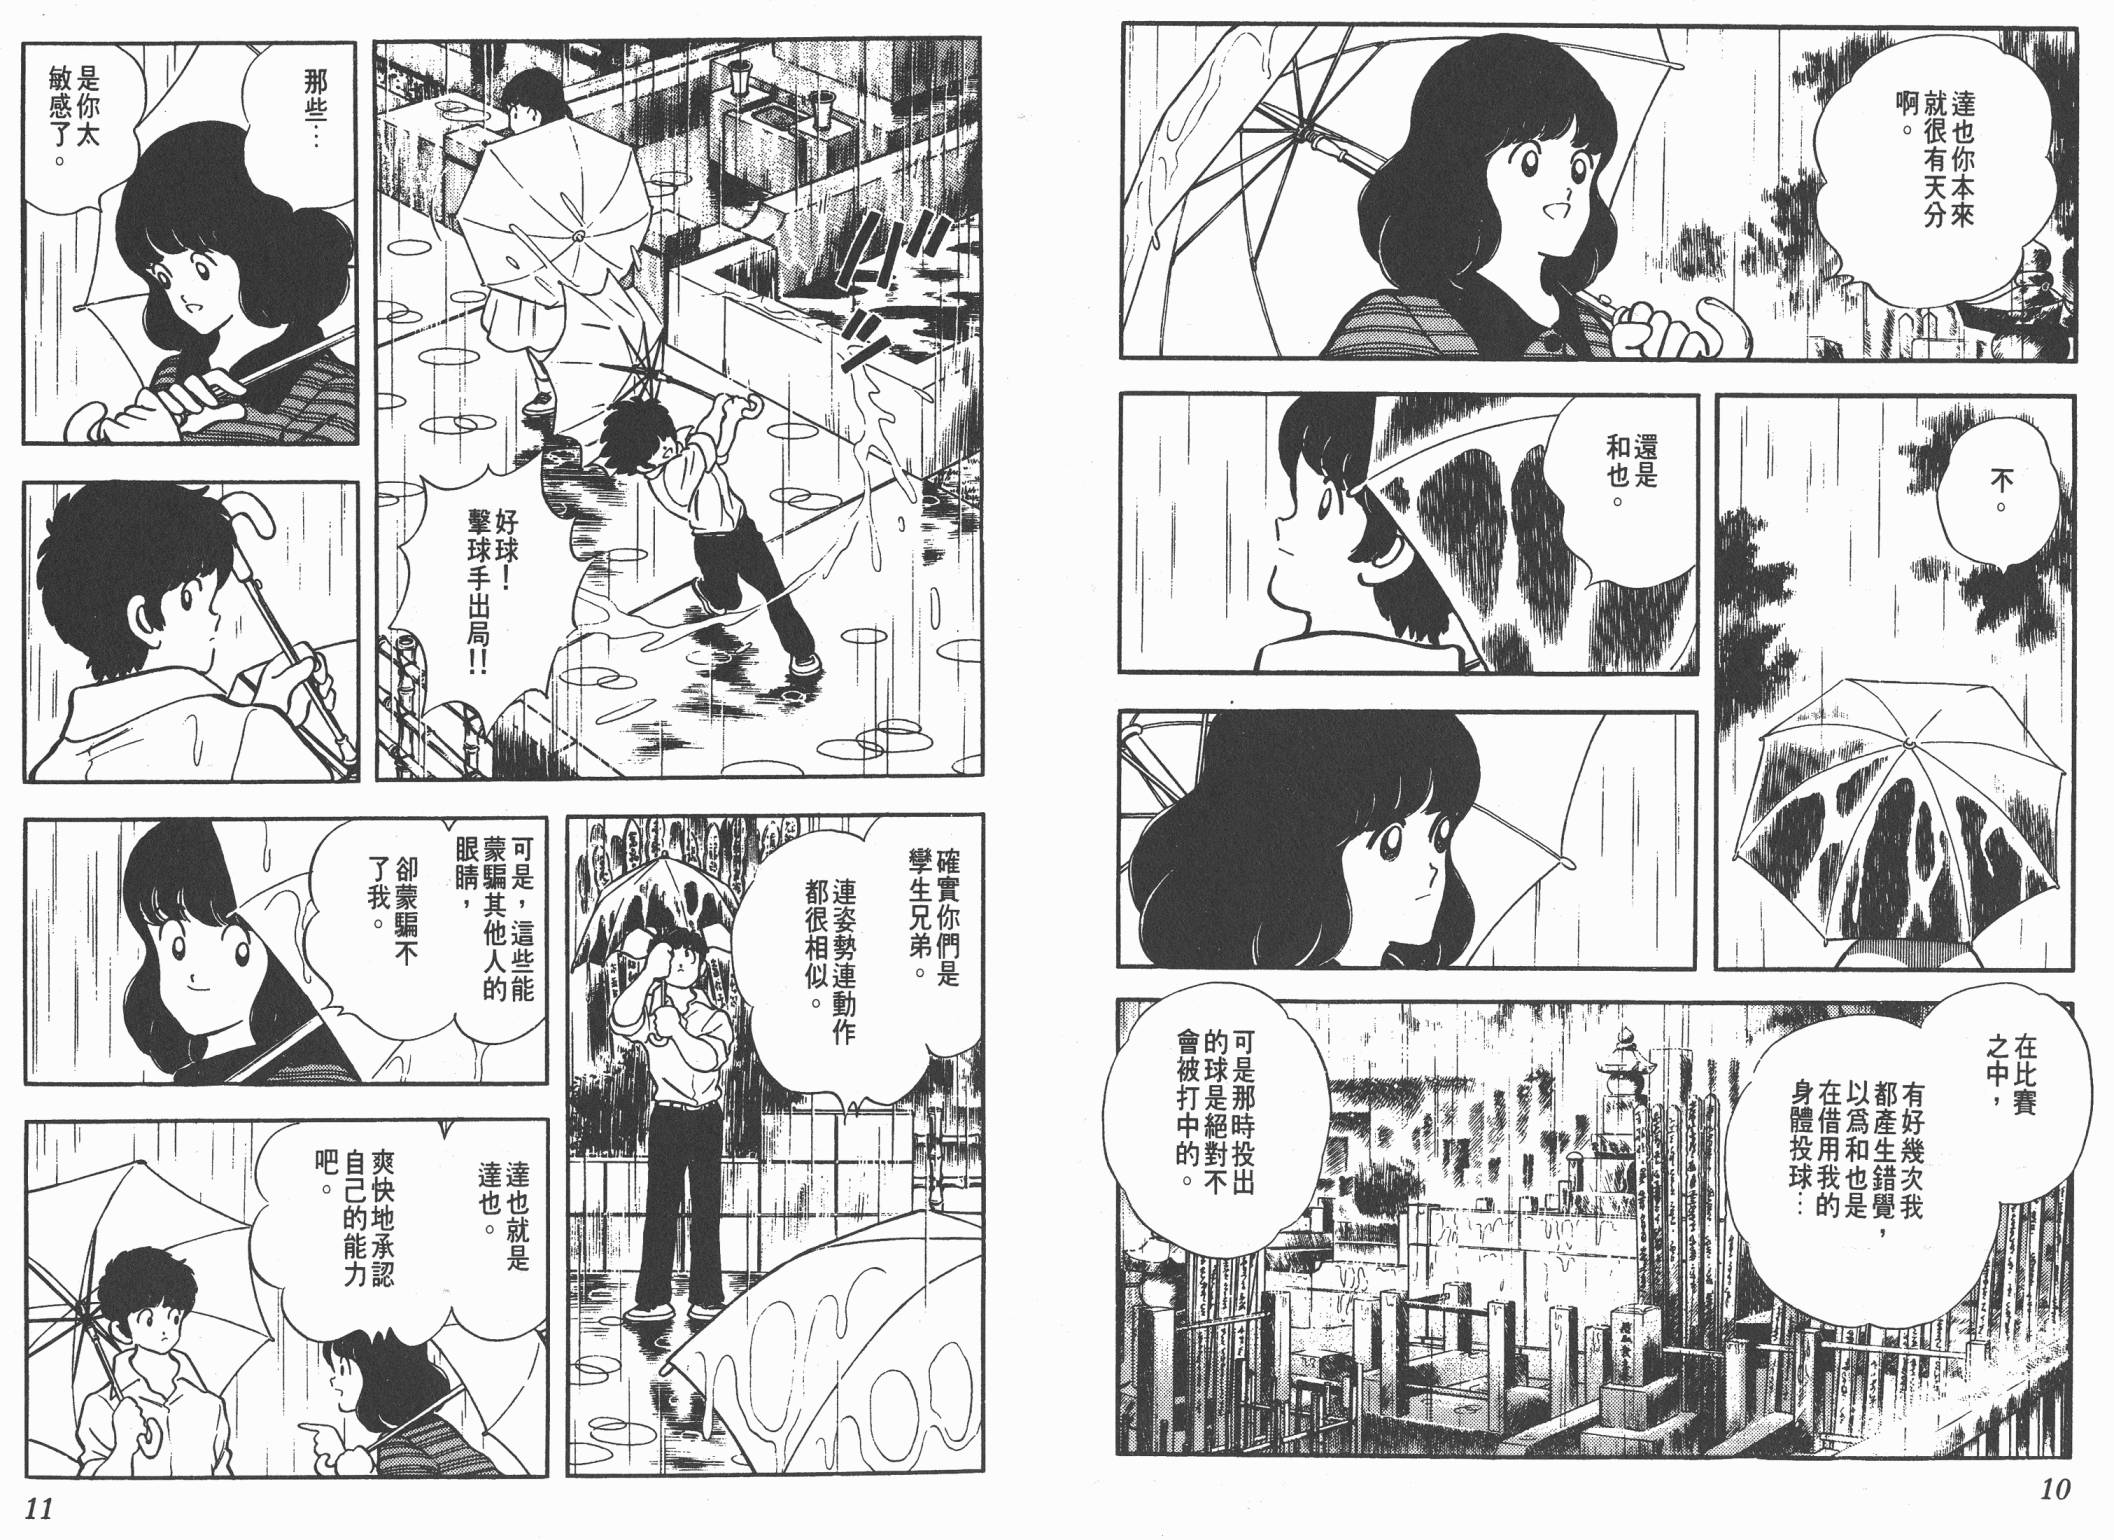 達也你本來
就很有天分
啊。
不。
還是
和也。
在比賽
之中，
有好幾次我
都產生錯覺，
以爲和也是
在借用我的
身體投球…
可是那時投出
的球是絕對不
會被打中的。
10
好球！
擊球手出局!!
那些…
是你太
敏感了。
確實你們是
孿生兄弟。
連姿勢連動作
都很相似。
可是，這些能
蒙騙其他人的
眼睛，
卻蒙騙不
了我。
達也就是
達也。
爽快地承認
自己的能力
吧。
11